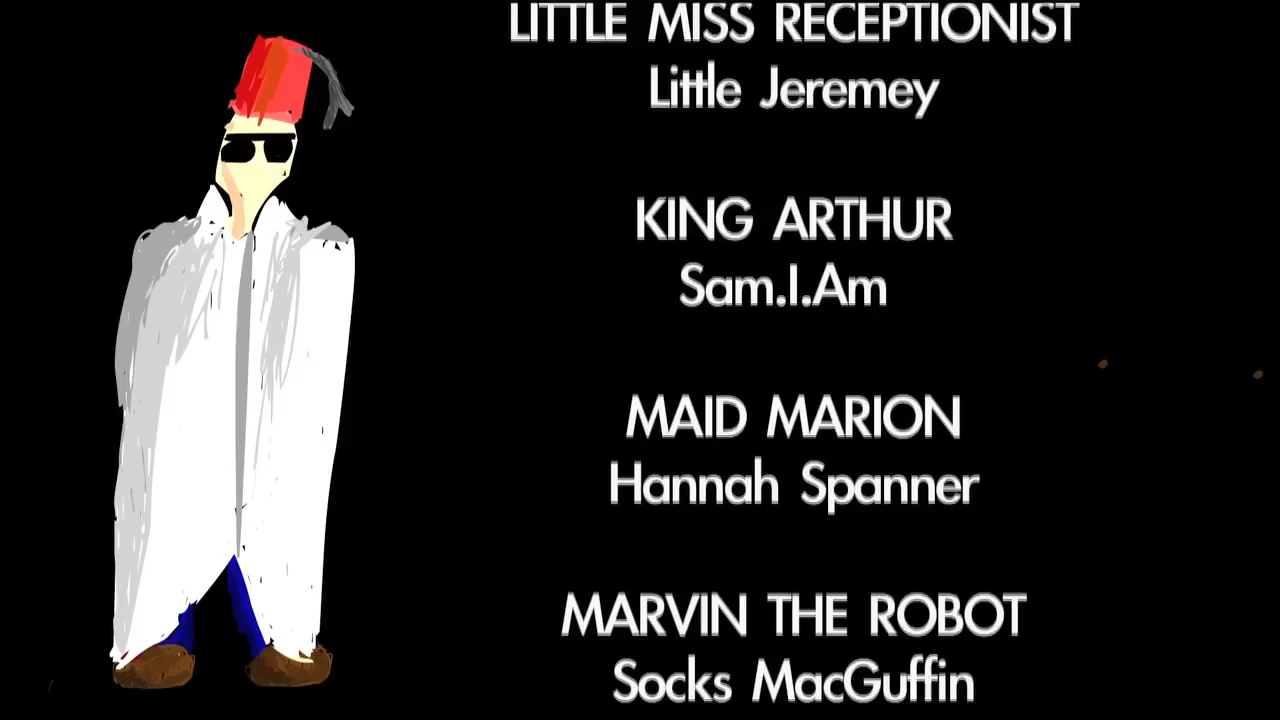 LITTLE MISS RECEPTIONIST
Little Jeremey
KING ARTHUR
Sam.I.Am
MAID MARION
Hannah Spanner
MARVIN THE ROBOT
Socks MacGuffin